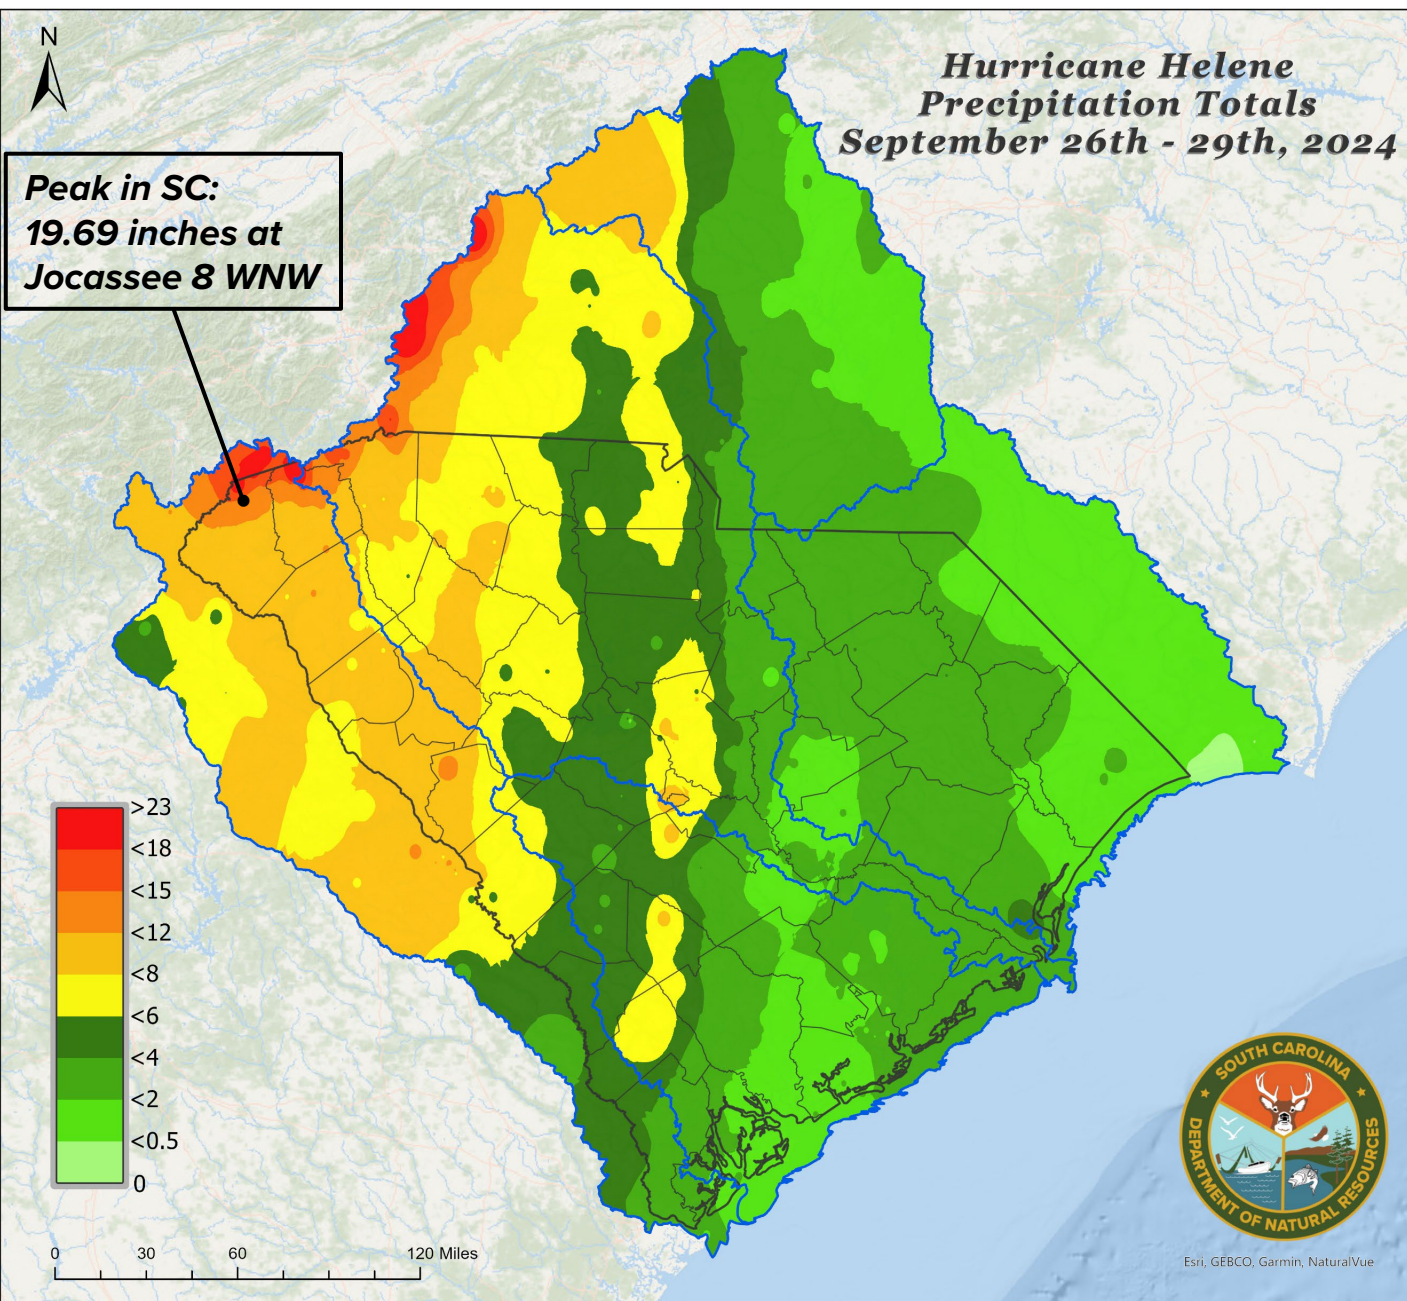 N
Hurricane Helene
Precipitation Totals
September 26th - 29th, 2024
Peak in SC:
19.69 inches at
Jocassee 8 WNW
>23
<18
<15
<12
<8
<6
<4
<2
<0.5
0
0 30 60 120 Miles
SOUTH CAROLINA
DEPARTMENT OF NATURAL RESOURCES
Esri, GEBCO, Garmin, NaturalVue